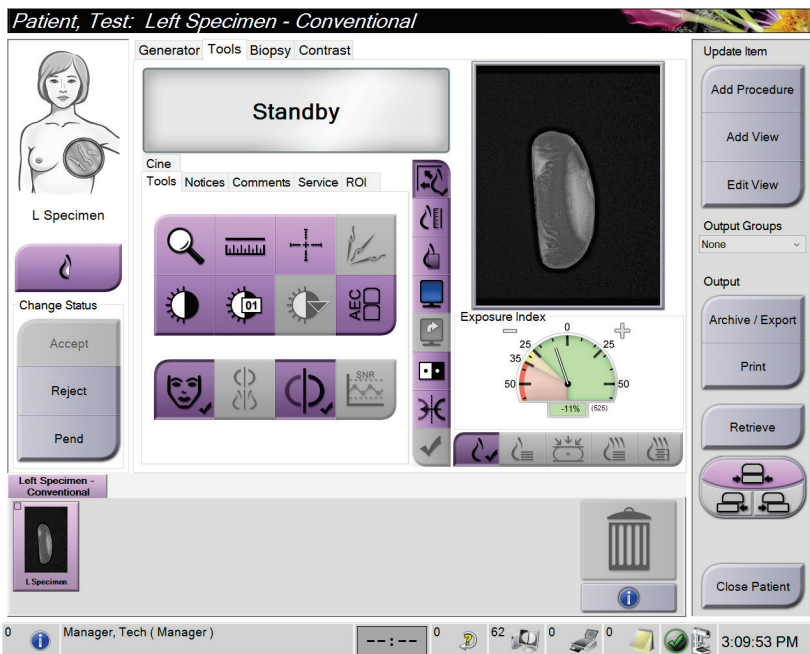 Patient, Test:  Left Specimen - Conventional
Generator Tools Biopsy Contrast
Standby
Cine
Tools Notices Comments Service ROI
01
AEC
SNR
L Specimen
Change Status
Accept
Reject
Pend
Exposure Index
0
25 25
35
50 50
-11% (525)
Update Item
Add Procedure
Add View
Edit View
Output Groups
None
Output
Archive / Export
Print
Retrieve
Close Patient
Left Specimen -
Conventional
L Specimen
0 Manager, Tech ( Manager ) --:-- 0 62 0 0 3:09:53 PM